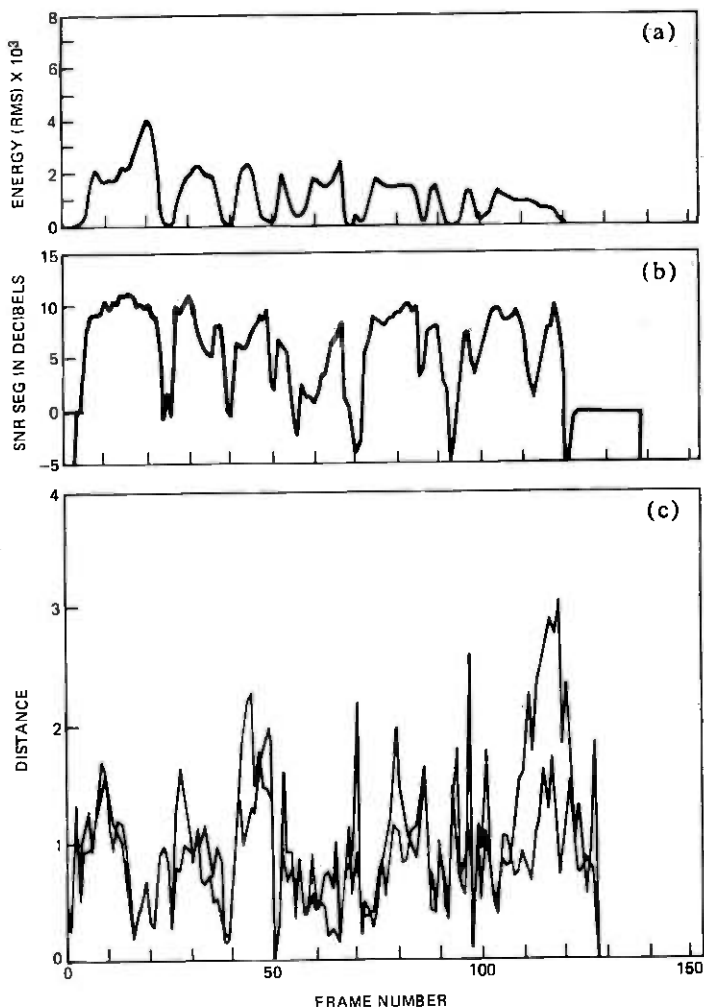 (a)
ENERGY (RMS) X 10³
8
6
4
2
0
(b)
SNR SEG IN DECIBELS
15
10
5
0
−5
(c)
DISTANCE
4
3
2
1
0
0 50 100 150
FRAME NUMBER